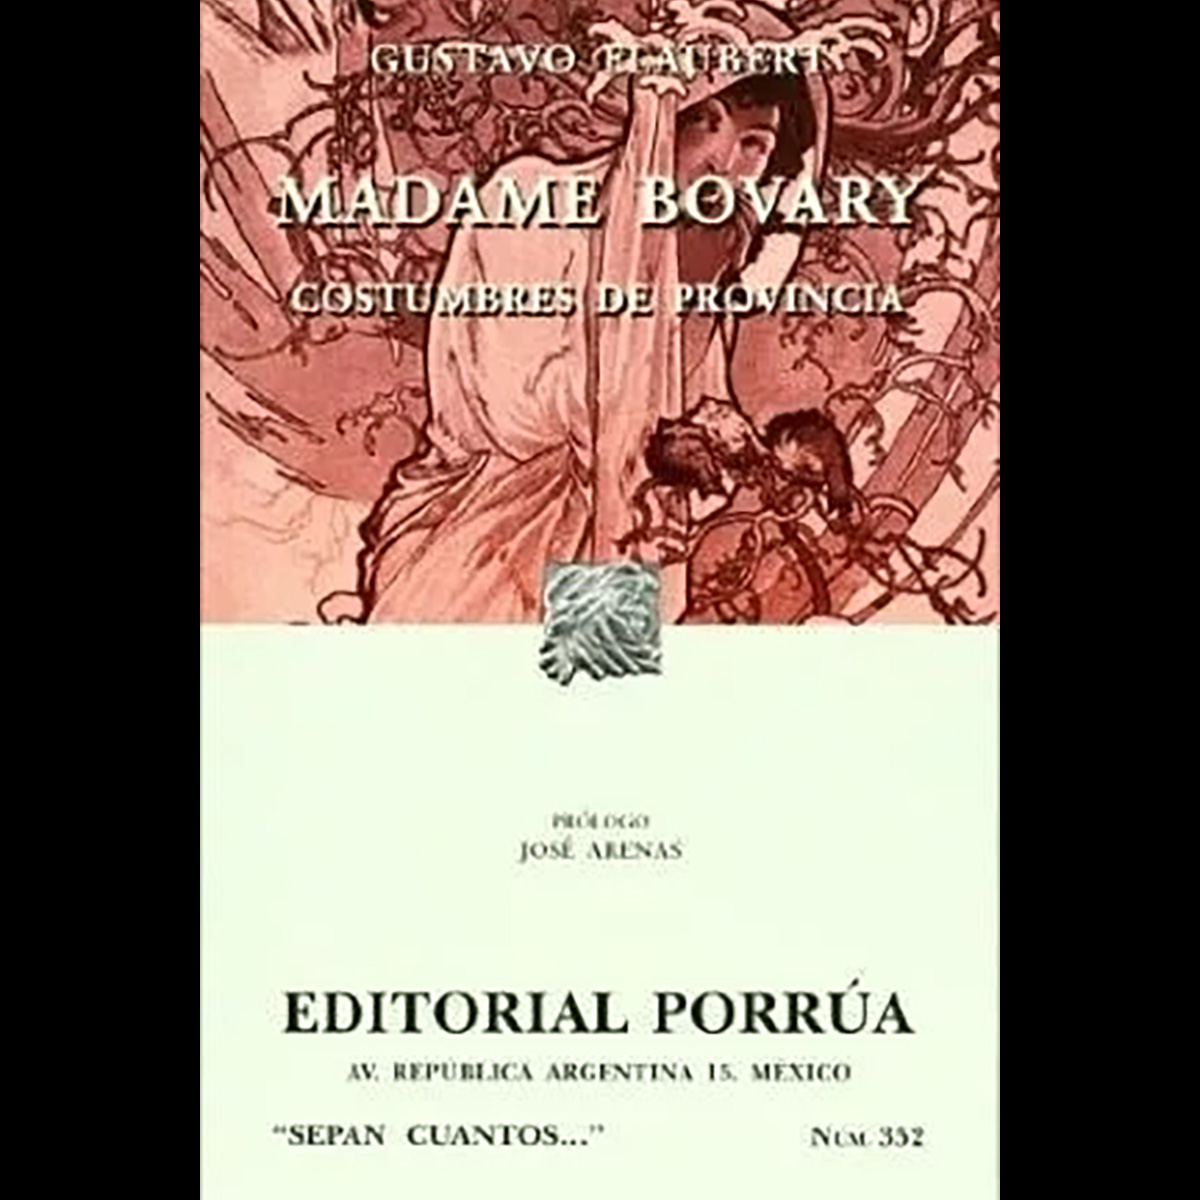 GUSTAVO FLAUBERT
MADAME BOVARY
COSTUMBRES DE PROVINCIA
PRÓLOGO
JOSÉ ARENAS
EDITORIAL PORRÚA
AV. REPÚBLICA ARGENTINA 15, MÉXICO
“SEPAN CUANTOS...” NÚM. 352